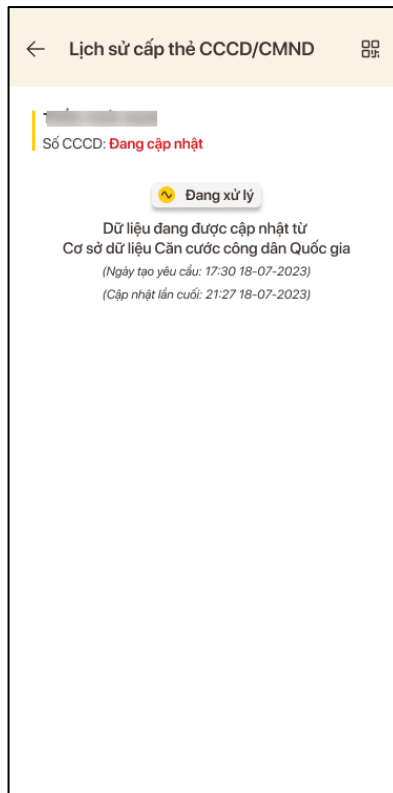 Lịch sử cấp thẻ CCCD/CMND
Số CCCD: Đang cập nhật
Đang xử lý
Dữ liệu đang được cập nhật từ
Cơ sở dữ liệu Căn cước công dân Quốc gia
(Ngày tạo yêu cầu: 17:30 18-07-2023)
(Cập nhật lần cuối: 21:27 18-07-2023)